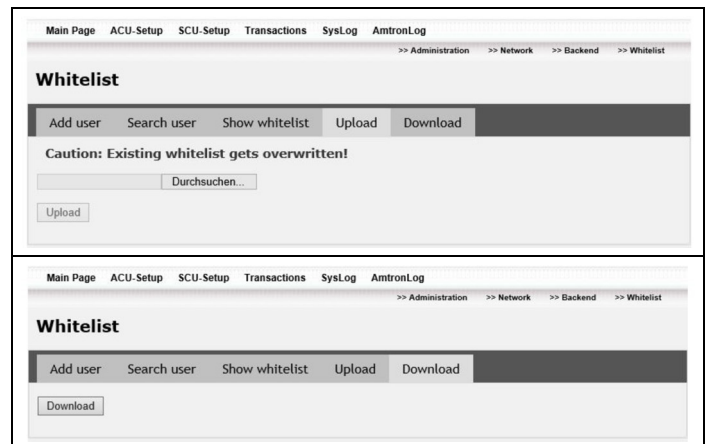 Main Page ACU-Setup SCU-Setup Transactions SysLog AmtronLog
>> Administration >> Network >> Backend >> Whitelist
Whitelist
Add user Search user Show whitelist Upload Download
Caution: Existing whitelist gets overwritten!
Durchsuchen...
Upload
Main Page ACU-Setup SCU-Setup Transactions SysLog AmtronLog
>> Administration >> Network >> Backend >> Whitelist
Whitelist
Add user Search user Show whitelist Upload Download
Download